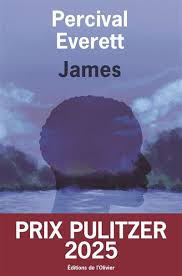 Percival
Everett
James
PRIX PULITZER
2025
Éditions de l'Olivier